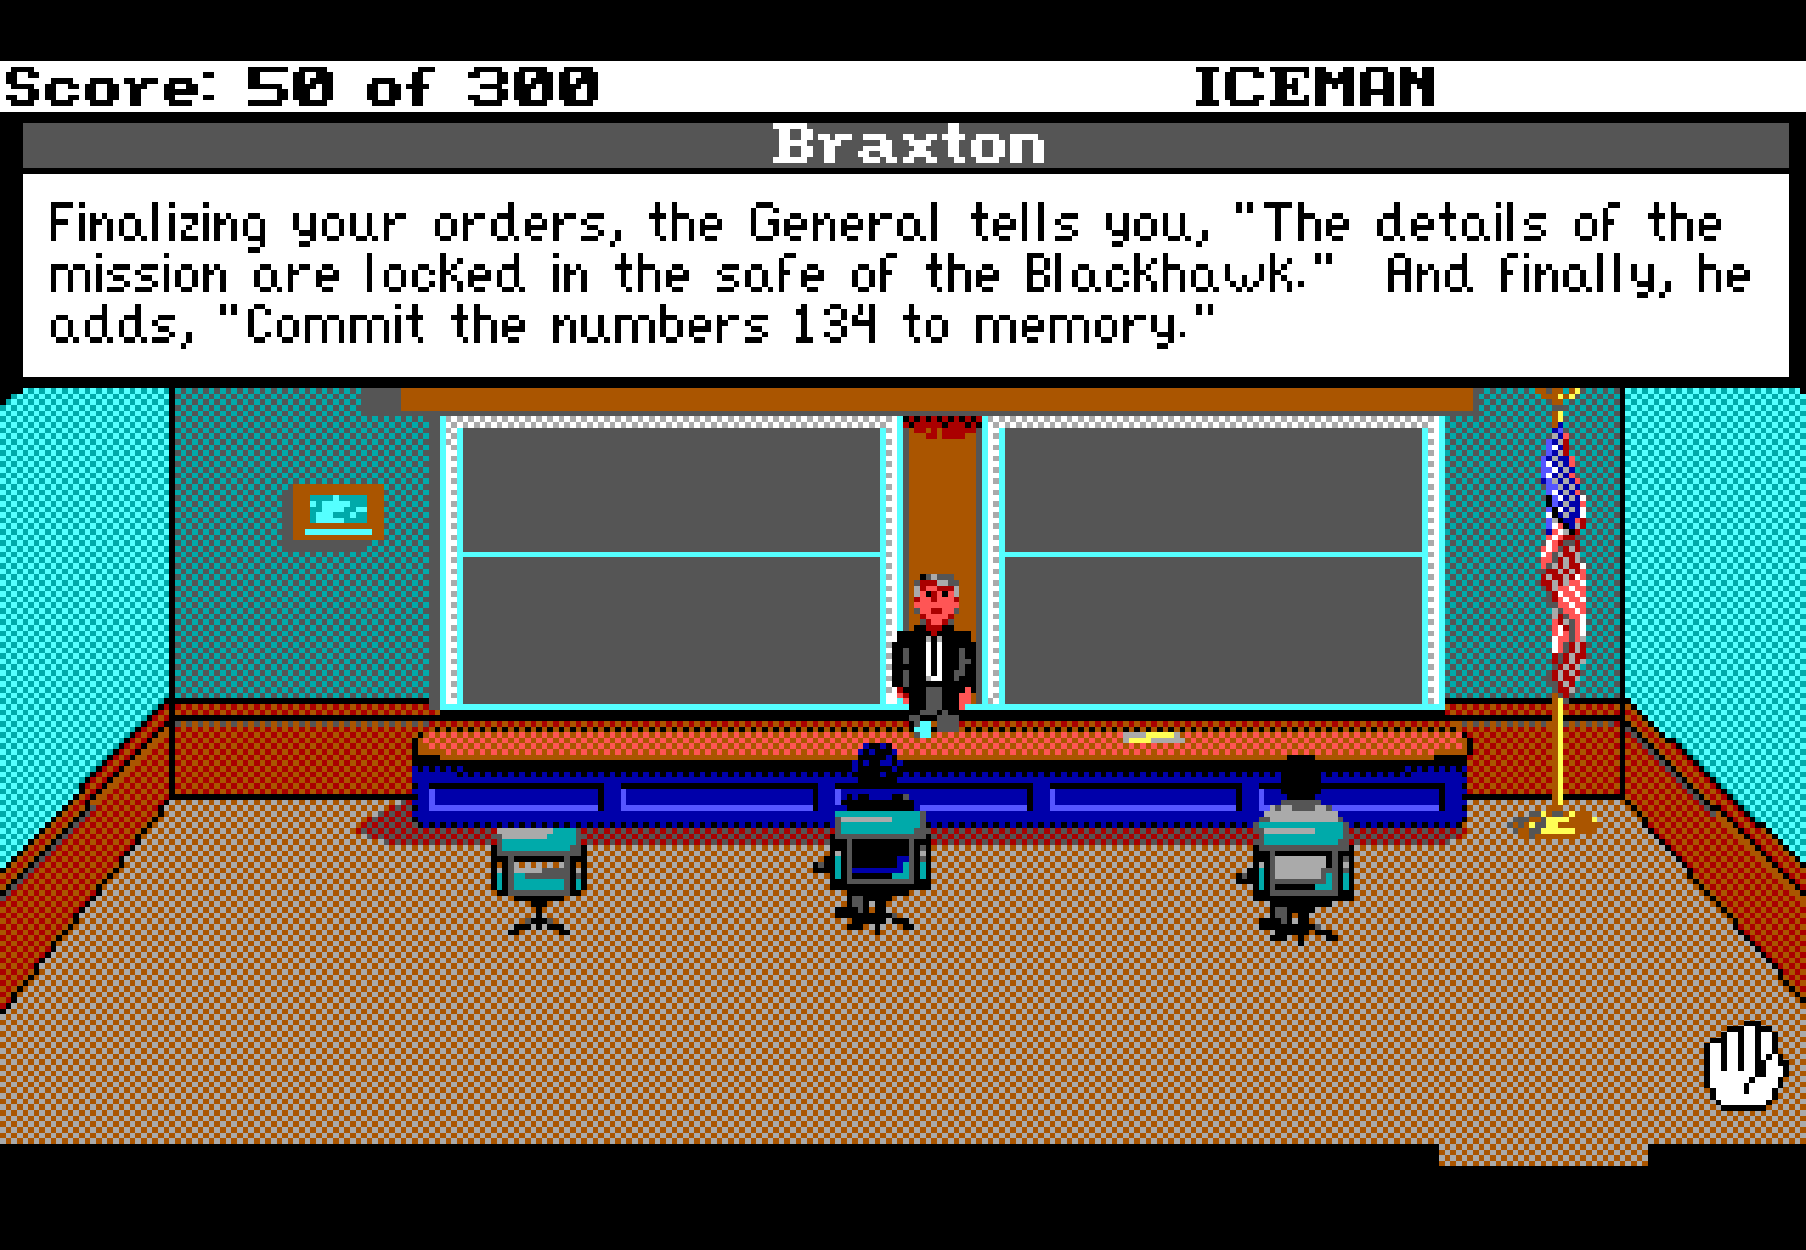 Score: 50 of 300 ICEMAN
Braxton
Finalizing your orders, the General tells you, "The details of the
mission are locked in the safe of the Blackhawk."  And finally, he
adds, "Commit the numbers 134 to memory."